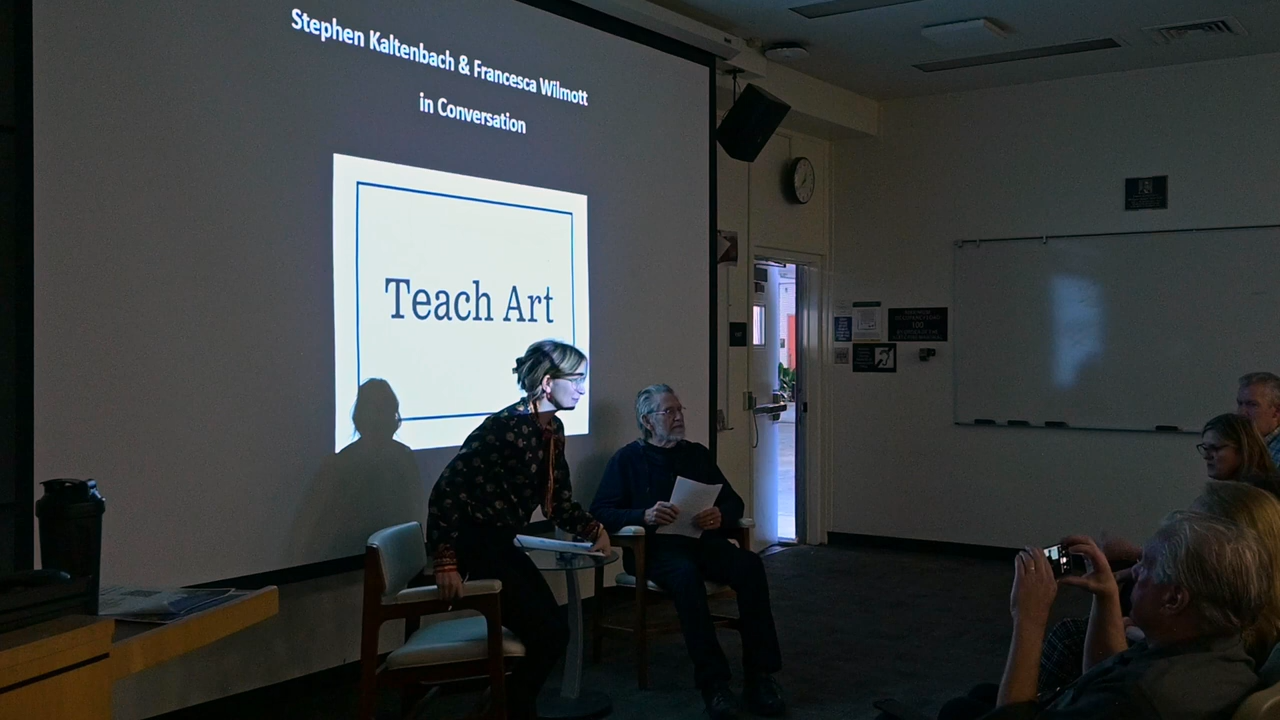 Stephen Kaltenbach & Francesca Wilmott
in Conversation
Teach Art